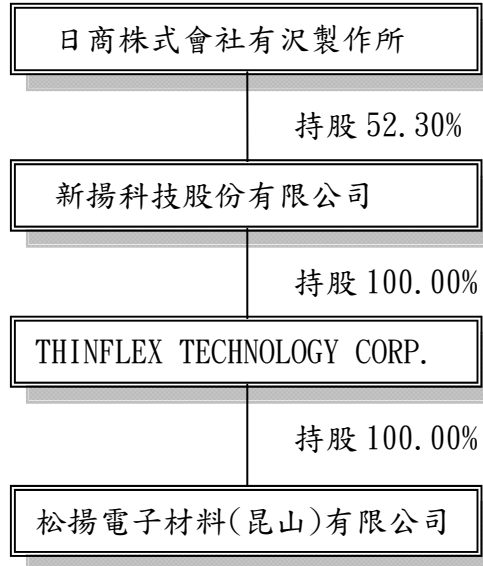 日商株式會社有沢製作所
持股 52.30%
新揚科技股份有限公司
持股 100.00%
THINFLEX TECHNOLOGY CORP.
持股 100.00%
松揚電子材料(昆山)有限公司